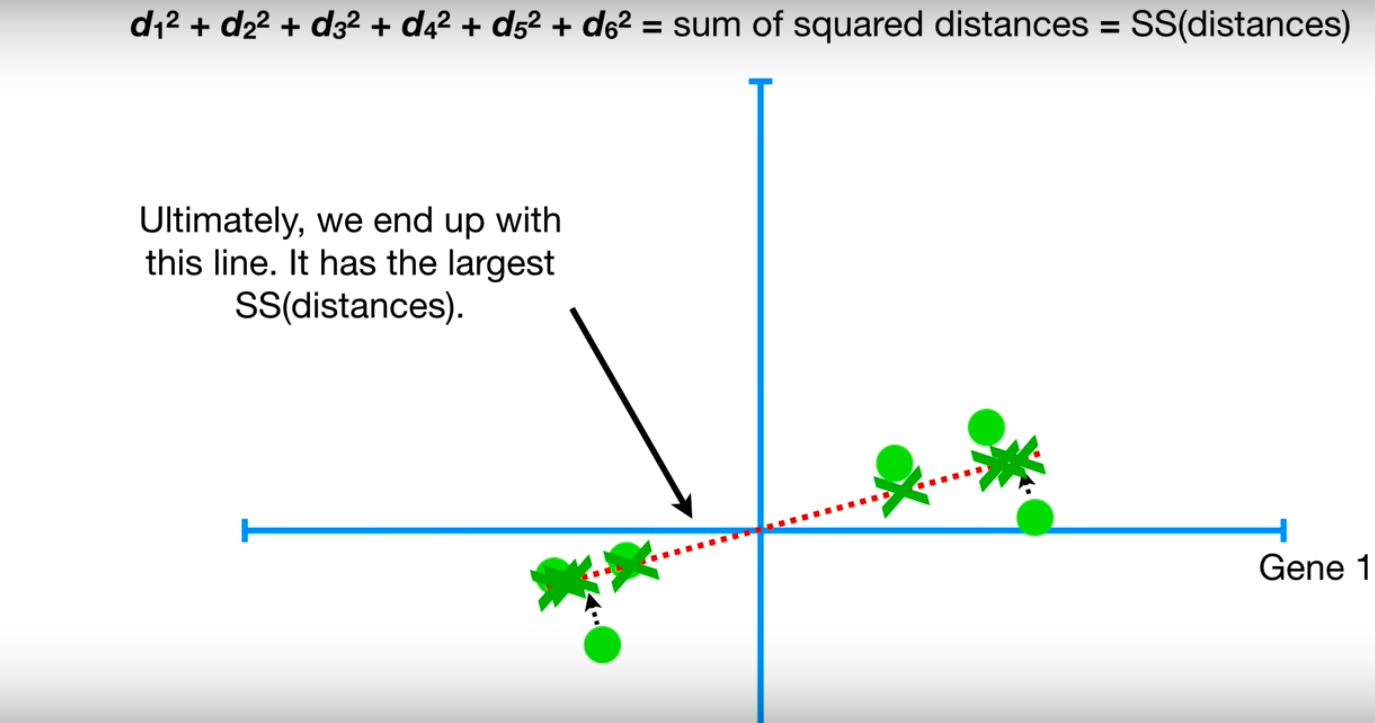 d₁² + d₂² + d₃² + d₄² + d₅² + d₆² = sum of squared distances = SS(distances)
Ultimately, we end up with
this line. It has the largest
SS(distances).
Gene 1